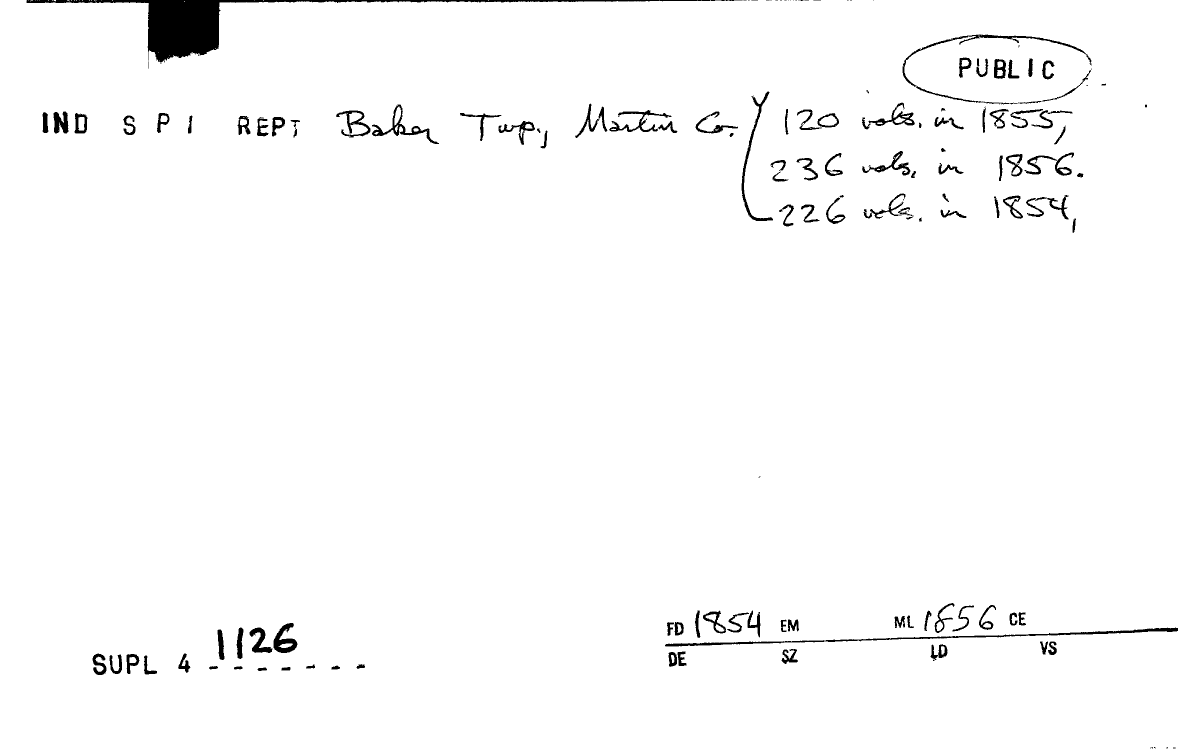 PUBLIC
IND S P I REPT Baker Twp., Martin Co. 120 vols. in 1855,
236 vols. in 1856.
226 vols. in 1854,
FD 1854 EM ML 1856 CE
SUPL 4 1126
DE SZ LD VS